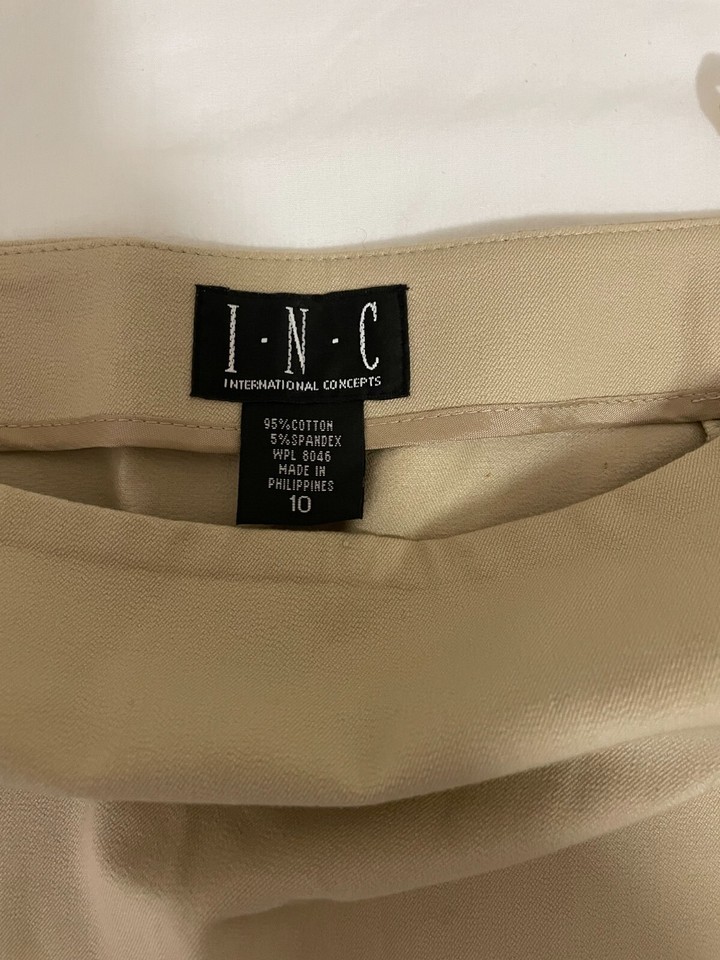 I·N·C
INTERNATIONAL CONCEPTS
95%COTTON
5%SPANDEX
WPL 8046
MADE IN
PHILIPPINES
10